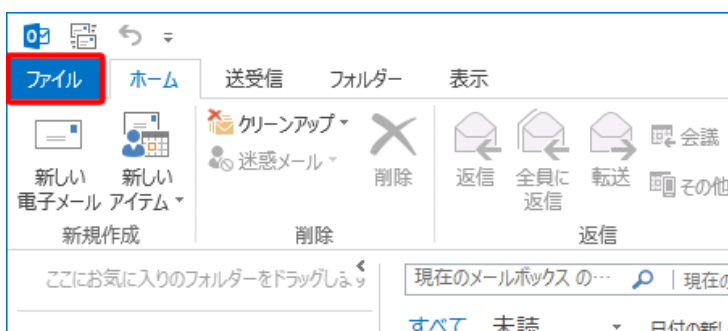 ファイル ホーム 送受信 フォルダー 表示
新しい
電子メール
新しい
アイテム
新規作成
クリーンアップ
迷惑メール
削除
削除
返信
全員に
返信
転送
会議
その他
返信
ここにお気に入りのフォルダーをドラッグします
現在のメールボックス の… 現在の
すべて 未読 日付の新し